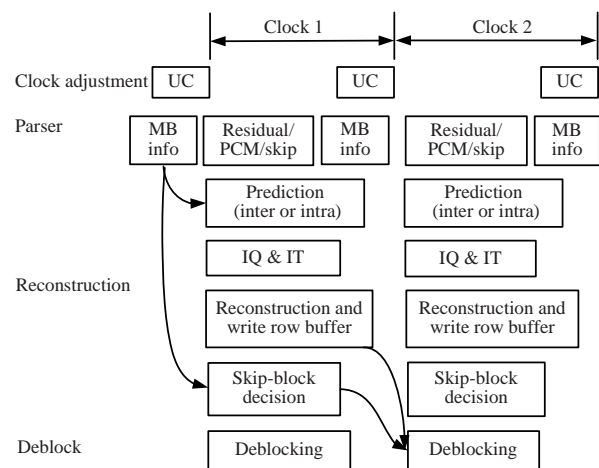 Clock 1 Clock 2
Clock adjustment UC UC UC
Parser MB info Residual/ PCM/skip MB info Residual/ PCM/skip MB info
Prediction (inter or intra) Prediction (inter or intra)
IQ & IT IQ & IT
Reconstruction
Reconstruction and write row buffer Reconstruction and write row buffer
Skip-block decision Skip-block decision
Deblock Deblocking Deblocking